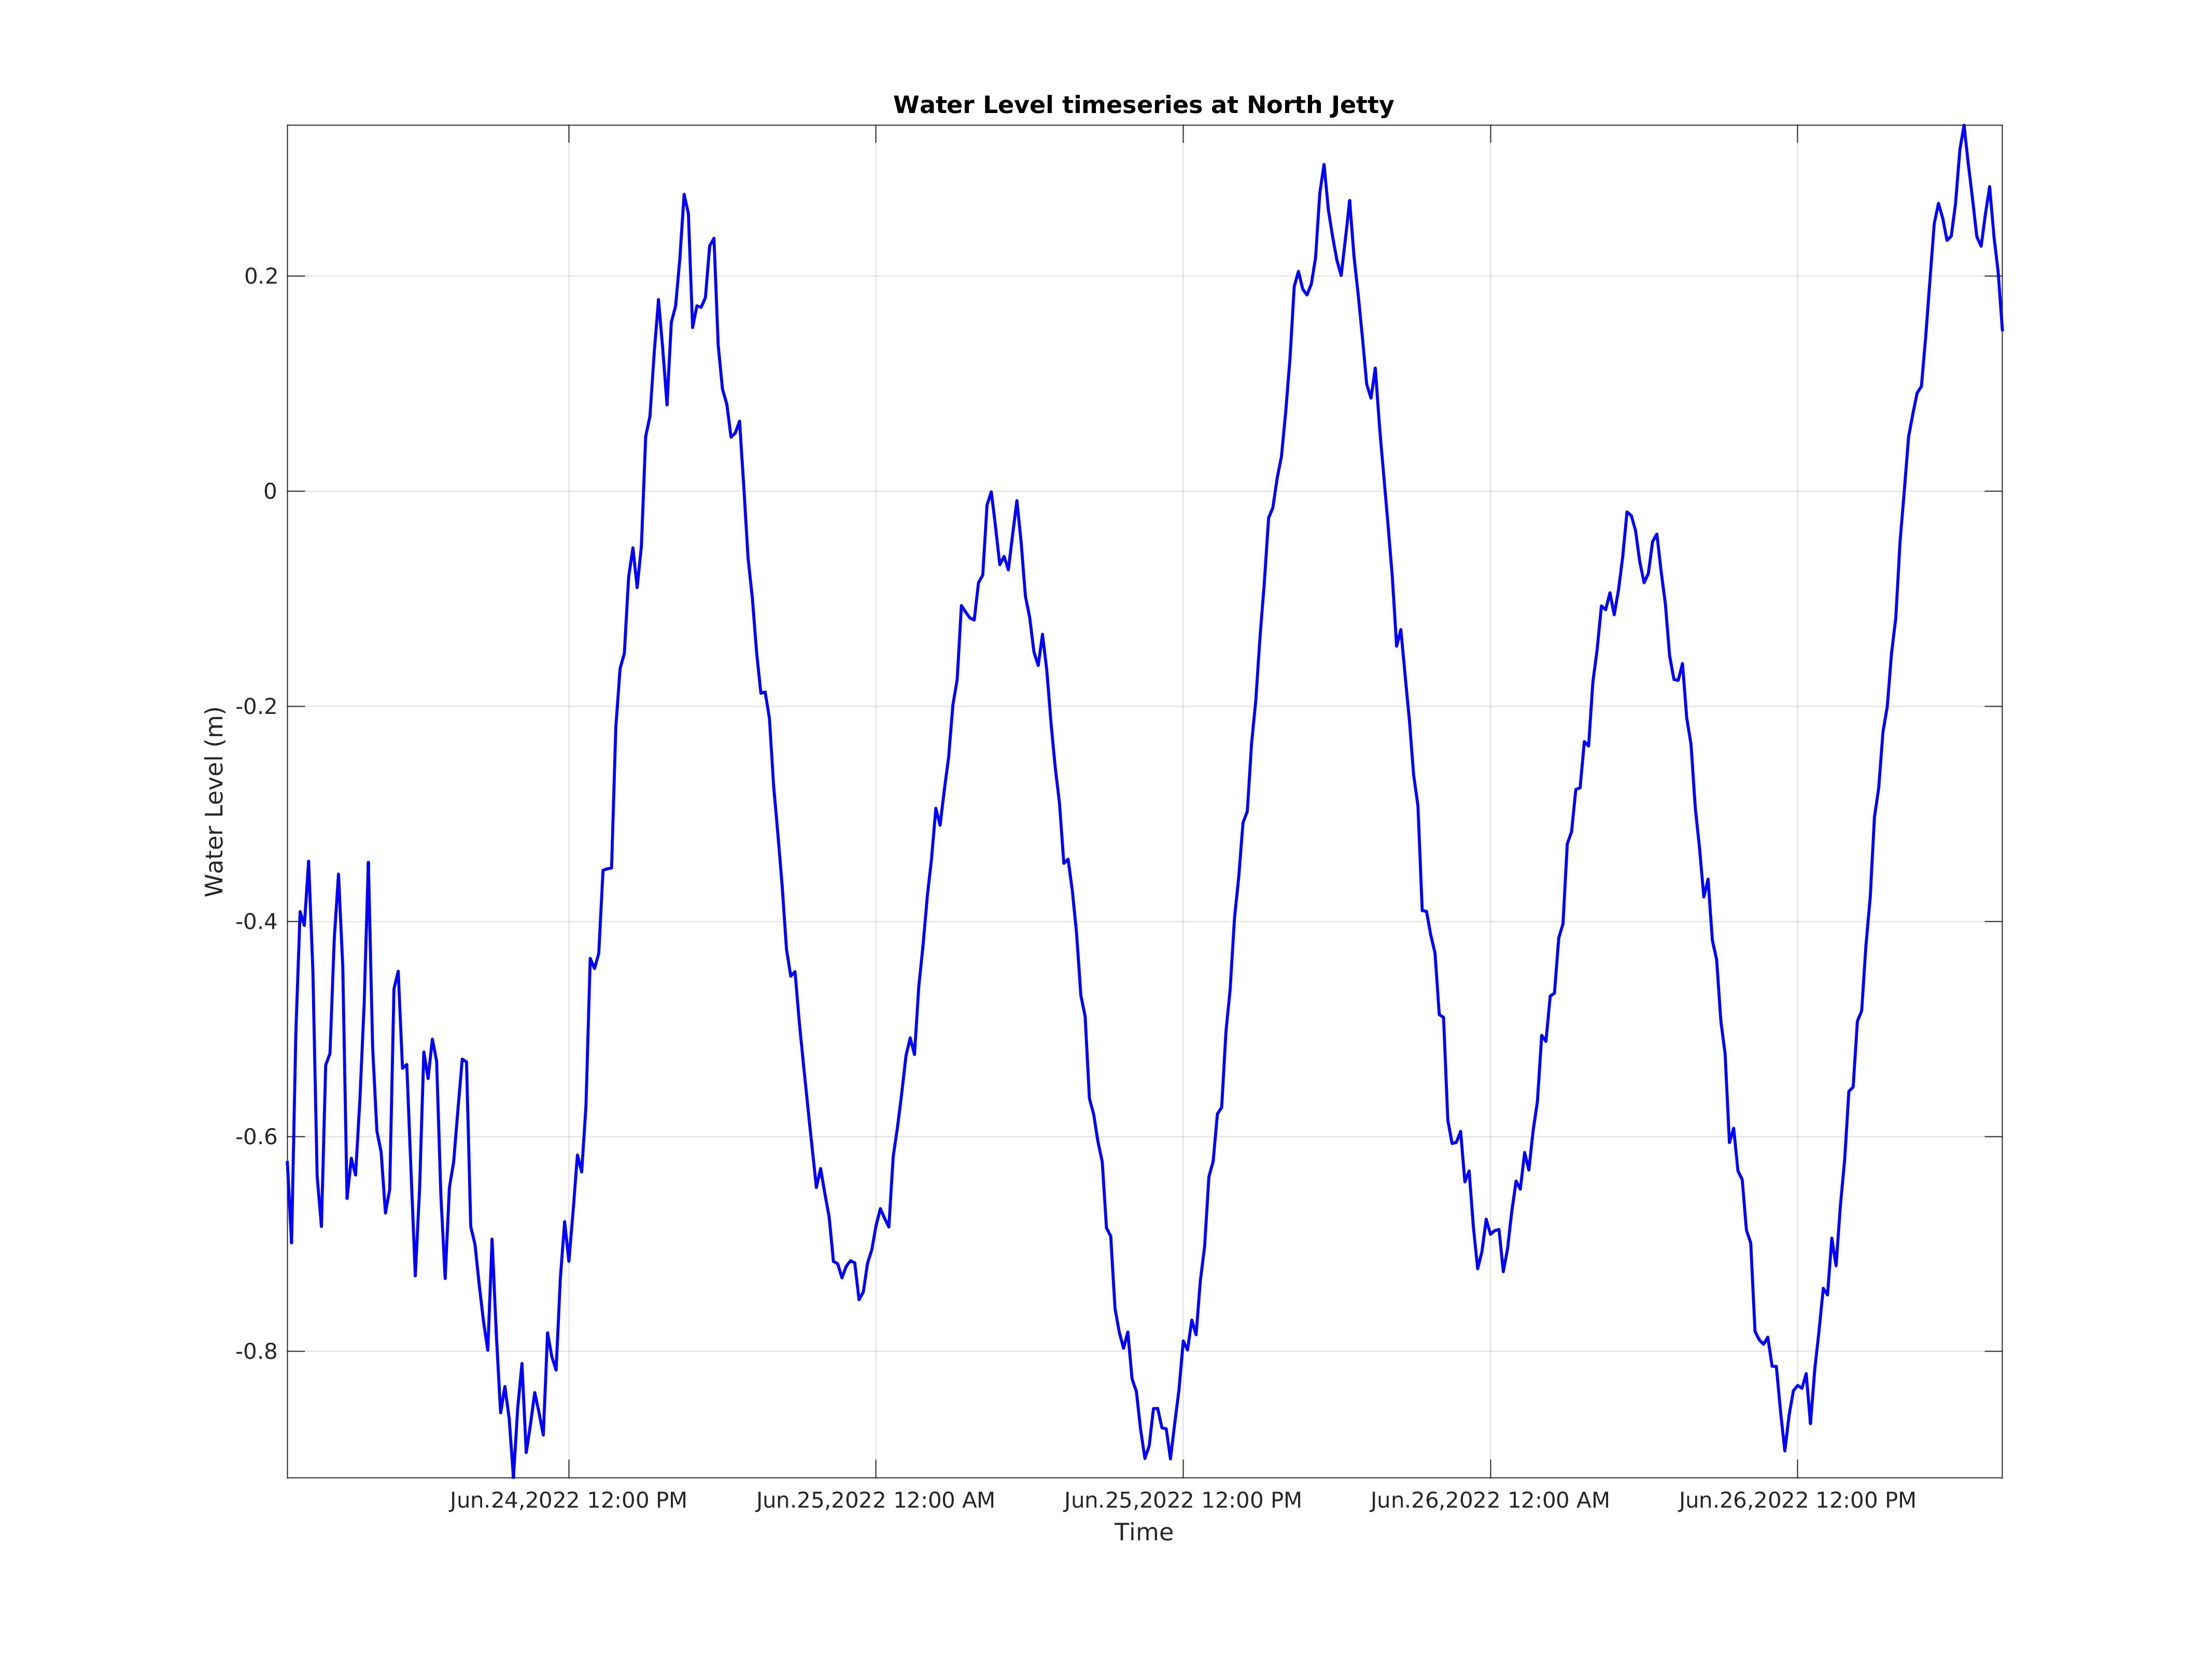 Water Level timeseries at North Jetty
0.2
0
-0.2
-0.4
-0.6
-0.8
Water Level (m)
Jun.24,2022 12:00 PM
Jun.25,2022 12:00 AM
Jun.25,2022 12:00 PM
Jun.26,2022 12:00 AM
Jun.26,2022 12:00 PM
Time